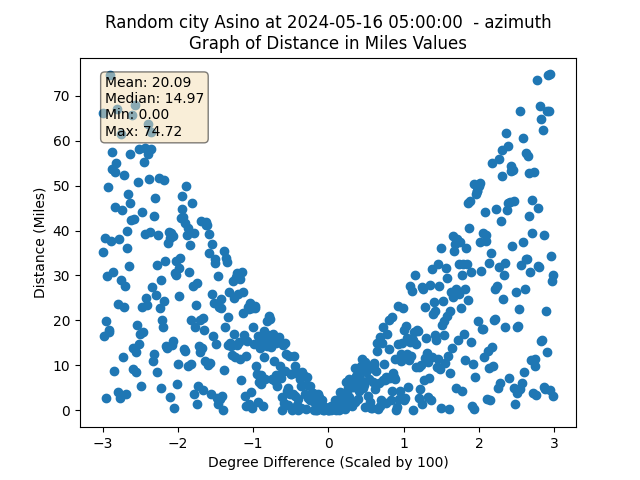 Random city Asino at 2024-05-16 05:00:00  - azimuth
Graph of Distance in Miles Values
Mean: 20.09
Median: 14.97
Min: 0.00
Max: 74.72
70
60
50
40
30
20
10
0
Distance (Miles)
−3 −2 −1 0 1 2 3
Degree Difference (Scaled by 100)